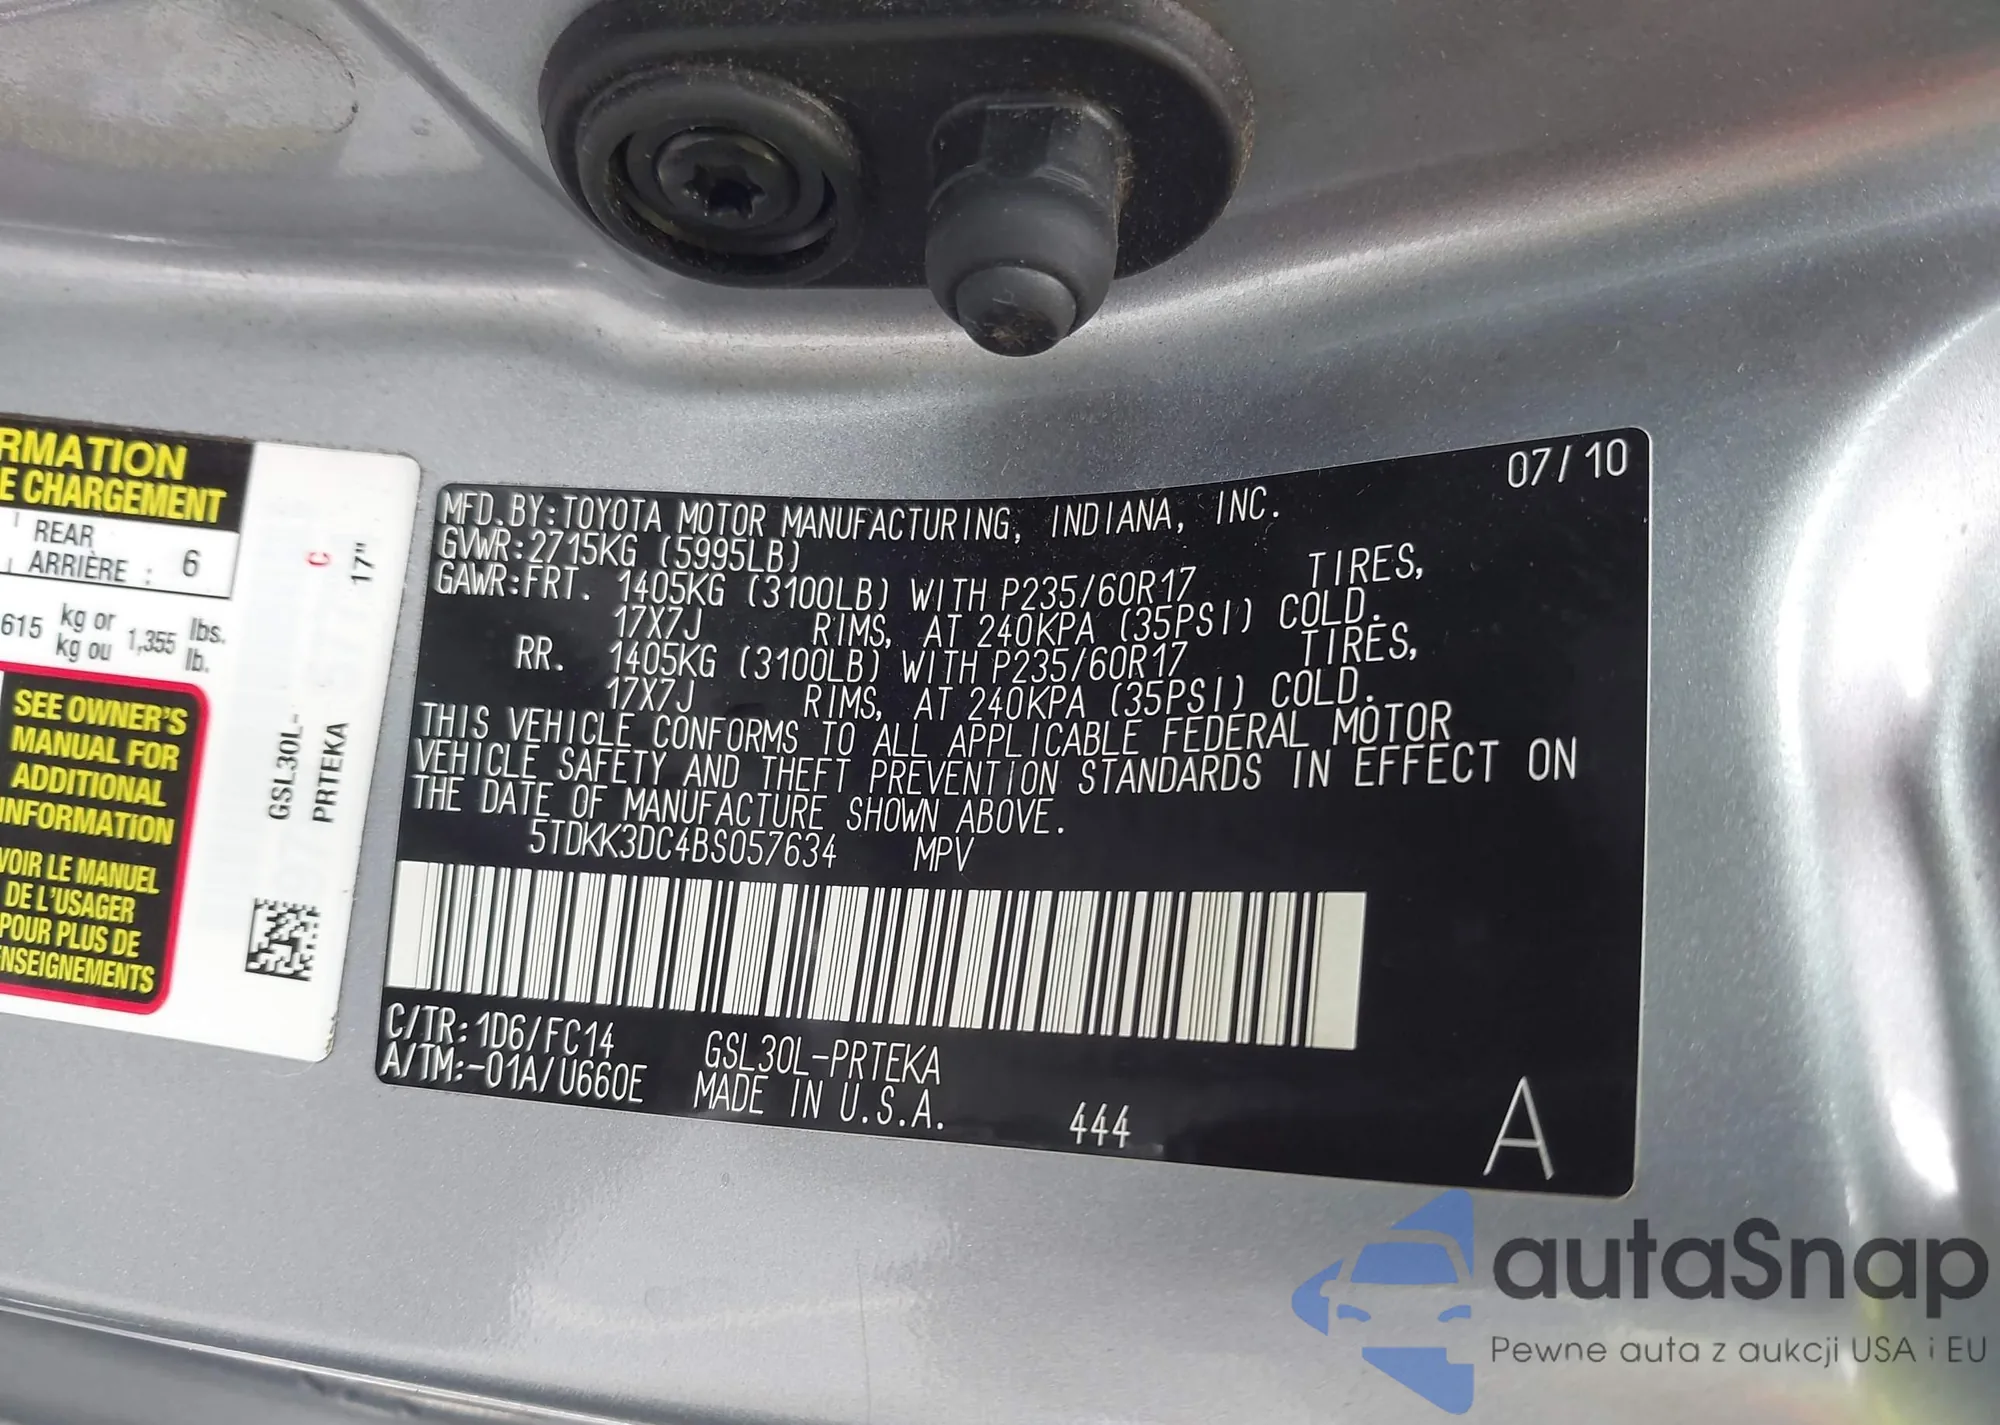 RMATION
E CHARGEMENT
REAR
ARRIÈRE : 6
615 kg or 1,355 lbs.
kg ou lb.
SEE OWNER'S
MANUAL FOR
ADDITIONAL
INFORMATION
VOIR LE MANUEL
DE L'USAGER
POUR PLUS DE
ENSEIGNEMENTS
C
17"
GSL30L-
PRTEKA
07/10
MFD.BY:TOYOTA MOTOR MANUFACTURING, INDIANA, INC.
GVWR:2715KG (5995LB)
GAWR:FRT. 1405KG (3100LB) WITH P235/60R17 TIRES,
17X7J RIMS, AT 240KPA (35PSI) COLD.
RR. 1405KG (3100LB) WITH P235/60R17 TIRES,
17X7J RIMS, AT 240KPA (35PSI) COLD.
THIS VEHICLE CONFORMS TO ALL APPLICABLE FEDERAL MOTOR
VEHICLE SAFETY AND THEFT PREVENTION STANDARDS IN EFFECT ON
THE DATE OF MANUFACTURE SHOWN ABOVE.
5TDKK3DC4BS057634 MPV
C/TR:1D6/FC14 GSL30L-PRTEKA
A/TM:-01A/U660E MADE IN U.S.A. 444
A
autaSnap
Pewne auta z aukcji USA i EU